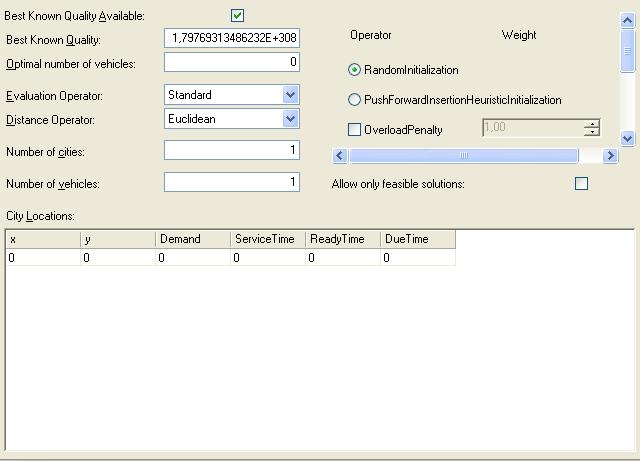 Best Known Quality Available:
Best Known Quality: 1,79769313486232E+308
Optimal number of vehicles: 0
Evaluation Operator: Standard
Distance Operator: Euclidean
Number of cities: 1
Number of vehicles: 1
Operator Weight
RandomInitialization
PushForwardInsertionHeuristicInitialization
OverloadPenalty 1,00
Allow only feasible solutions:
City Locations:
x y Demand ServiceTime ReadyTime DueTime
0 0 0 0 0 0